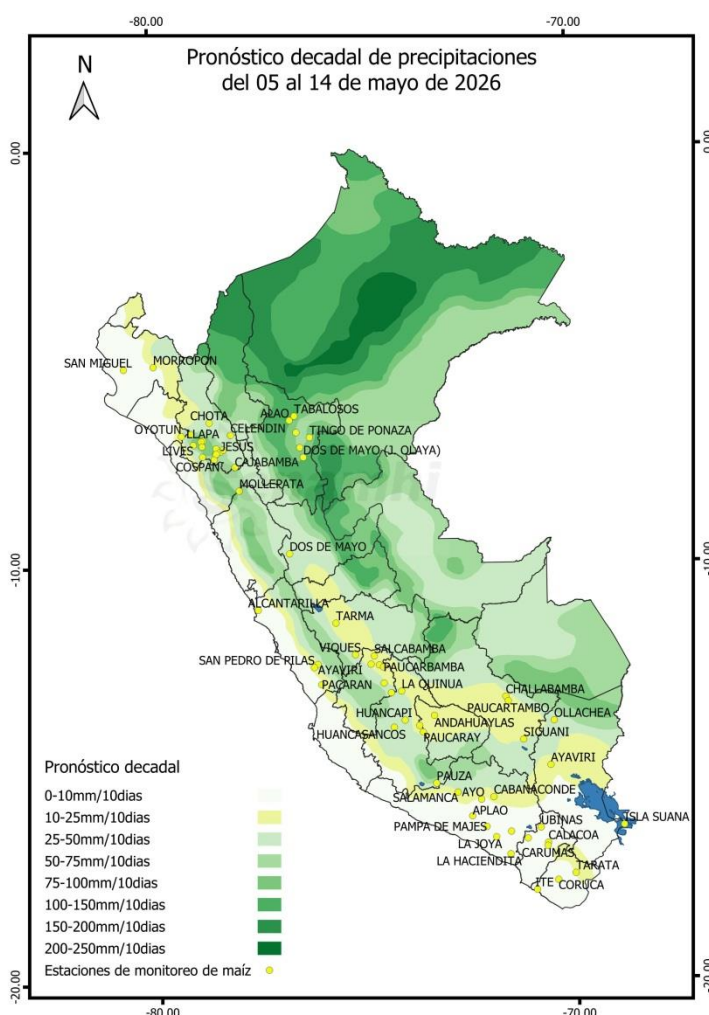 -80.00
-70.00
N
Pronóstico decadal de precipitaciones
del 05 al 14 de mayo de 2026
0.00
0.00
SAN MIGUEL
MORROPON
CHOTA
ALAO
TABALOSOS
OYOTUN
LLAPA
CELENDIN
TINGO DE PONAZA
LIVES
JESUS
DOS DE MAYO (J. OLAYA)
COSPAN
CAJABAMBA
MOLLEPATA
-10.00
-10.00
DOS DE MAYO
ALCANTARILLA
TARMA
VIQUES
SALCABAMBA
SAN PEDRO DE PILAS
AYAVIRI
PAUCARBAMBA
PACARAN
LA QUINUA
CHALLABAMBA
PAUCARTAMBO
HUANCAPI
ANDAHUAYLAS
OLLACHEA
HUANCASANCOS
PAUCARAY
SICUANI
AYAVIRI
Pronóstico decadal
PAUZA
0-10mm/10dias
SALAMANCA
AYO
CABANACONDE
10-25mm/10dias
APLAO
UBINAS
ISLA SUANA
25-50mm/10dias
PAMPA DE MAJES
CALACOA
50-75mm/10dias
LA JOYA
CARUMAS
LA HACIENDITA
75-100mm/10dias
TARATA
100-150mm/10dias
ITE
CORUCA
150-200mm/10dias
200-250mm/10dias
Estaciones de monitoreo de maíz
-20.00
-20.00
-80.00
-70.00